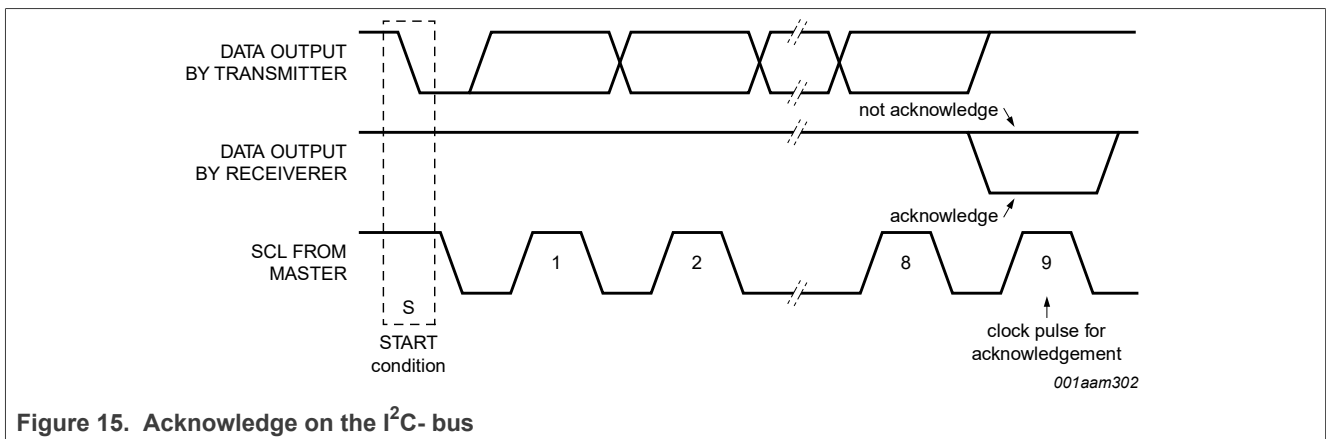 DATA OUTPUT
BY TRANSMITTER
not acknowledge
DATA OUTPUT
BY RECEIVERER
acknowledge
SCL FROM
MASTER
1
2
8
9
S
START
condition
clock pulse for
acknowledgement
001aam302
Figure 15. Acknowledge on the I²C- bus